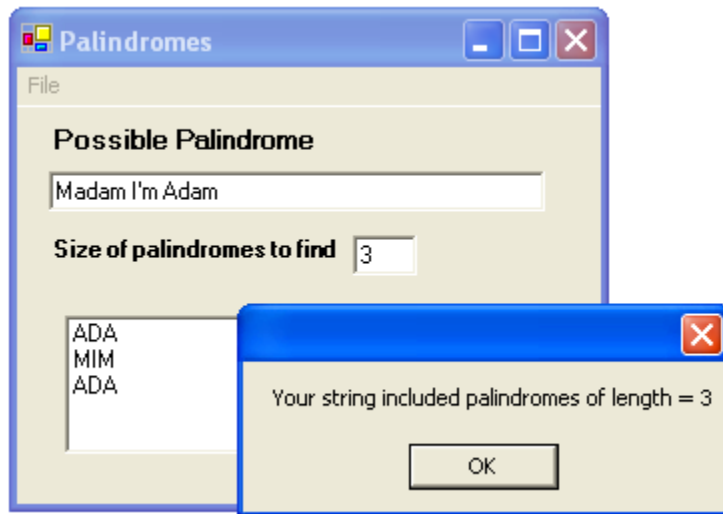 Palindromes
File
Possible Palindrome
Madam I'm Adam
Size of palindromes to find 3
ADA
MIM
ADA
Your string included palindromes of length = 3
OK